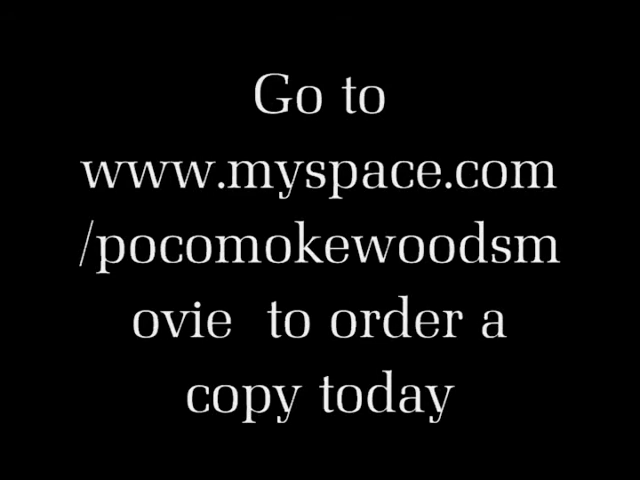 Go to
www.myspace.com
/pocomokewoodsm
ovie to order a
copy today